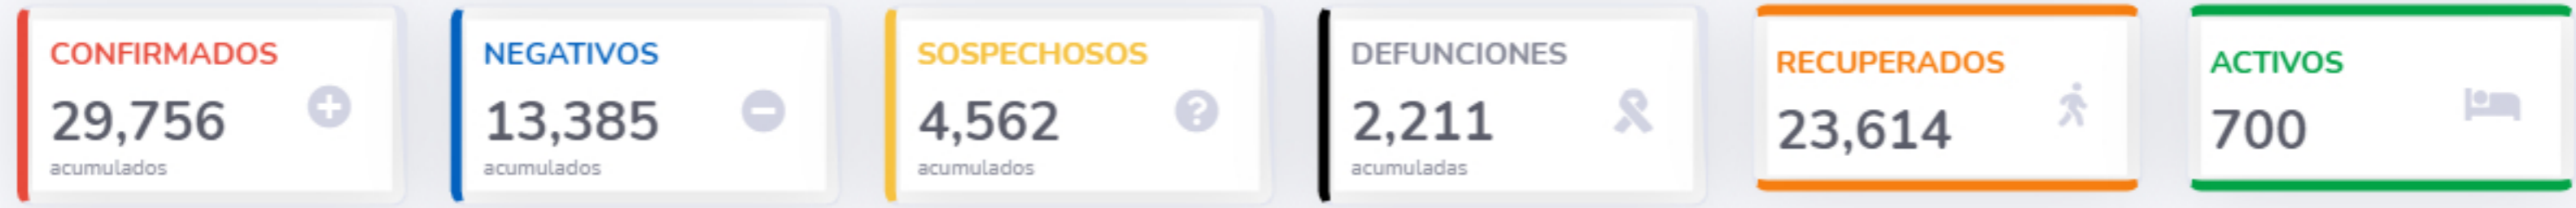 CONFIRMADOS
29,756
acumulados
NEGATIVOS
13,385
acumulados
SOSPECHOSOS
4,562
acumulados
DEFUNCIONES
2,211
acumuladas
RECUPERADOS
23,614
ACTIVOS
700